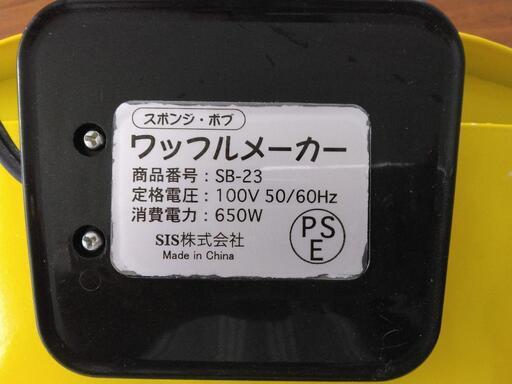 スポンジ・ボブ
ワッフルメーカー
商品番号：SB-23
定格電圧：100V 50/60Hz
消費電力：650W
SIS株式会社
Made in China
PS
E